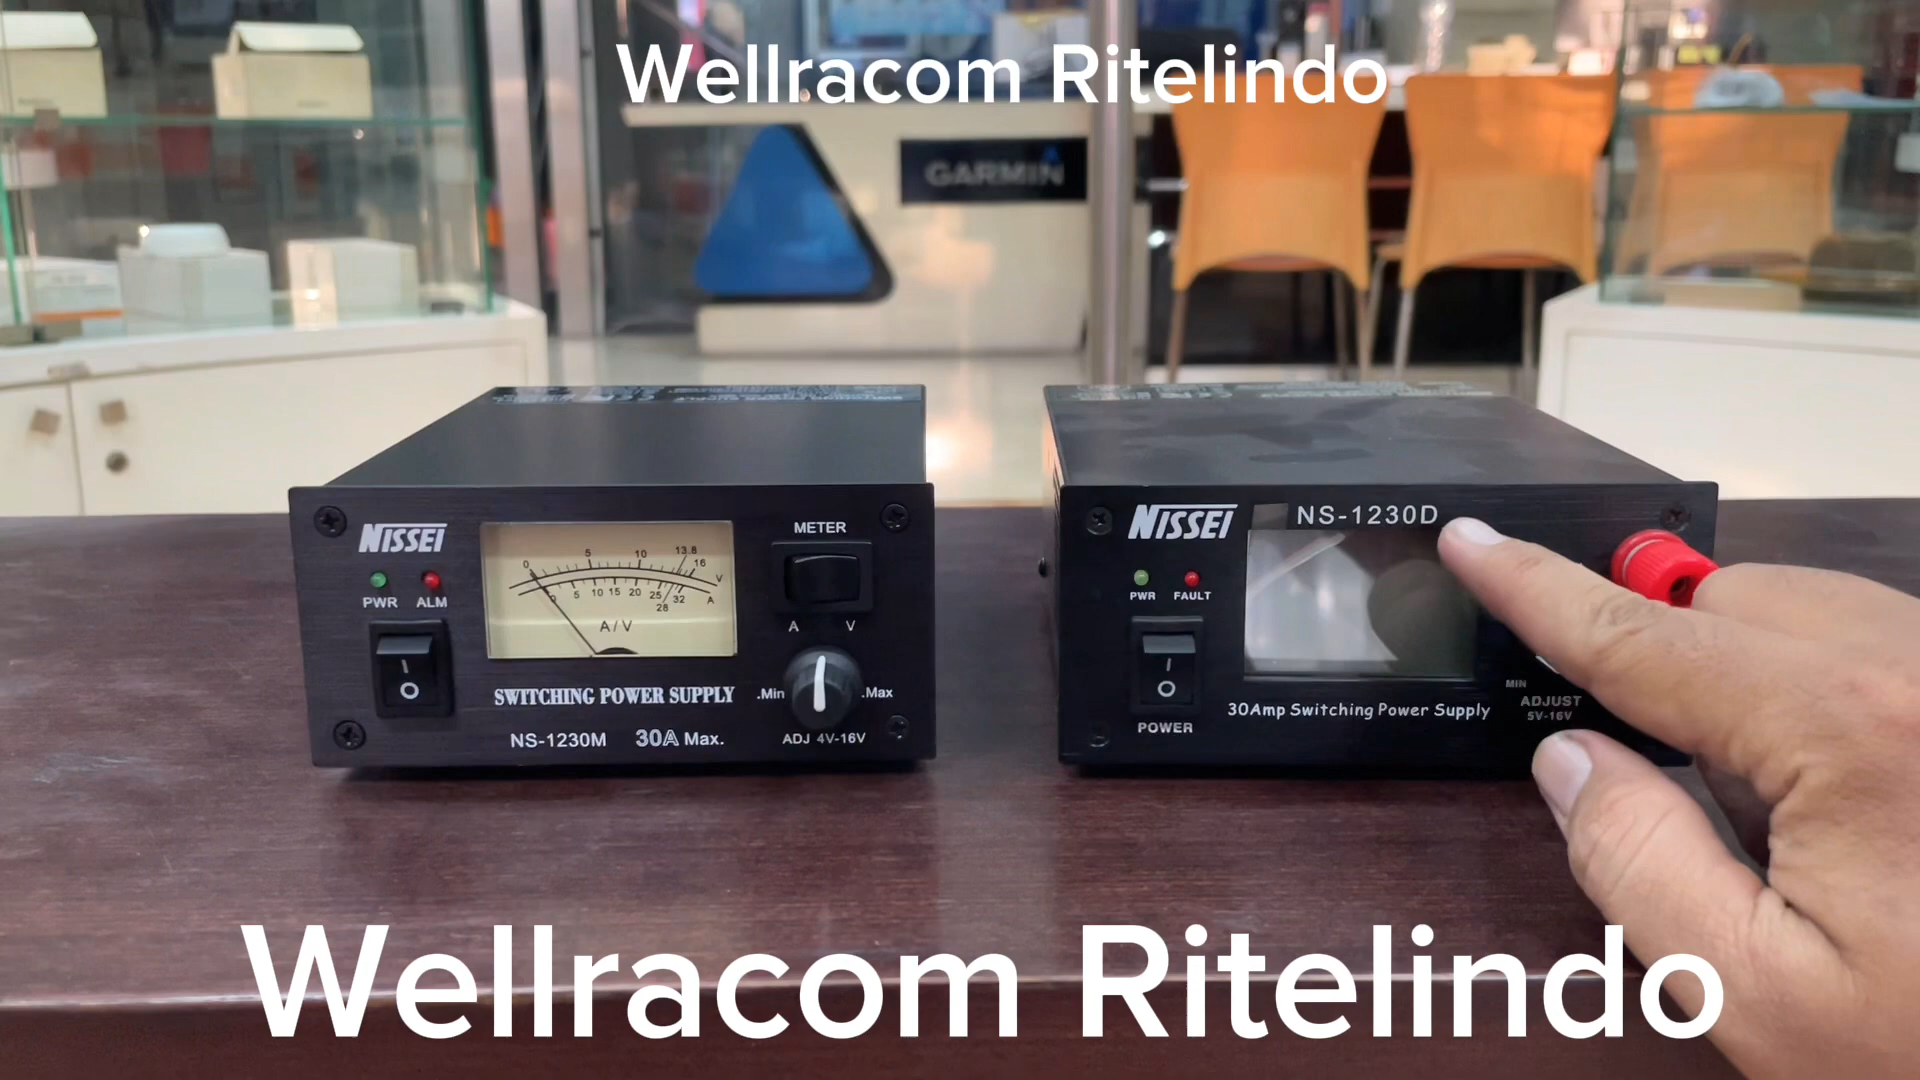 Wellracom Ritelindo
GARMIN
NISSEI
PWR ALM
0 5 10 13.8 16 V
0 5 10 15 20 25 28 32 A
A / V
METER
A V
.Min .Max
ADJ 4V-16V
SWITCHING POWER SUPPLY
NS-1230M 30A Max.
NISSEI
NS-1230D
PWR FAULT
POWER
30Amp Switching Power Supply
MIN
ADJUST
5V-16V
Wellracom Ritelindo